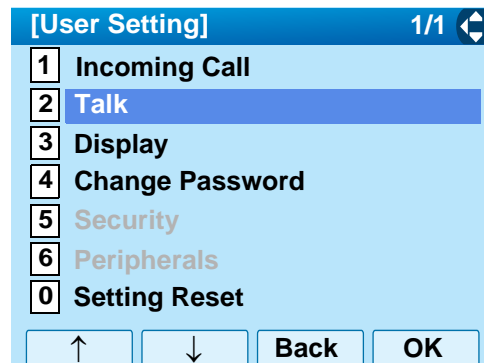 [User Setting] 1/1
1 Incoming Call
2 Talk
3 Display
4 Change Password
5 Security
6 Peripherals
0 Setting Reset
↑ ↓ Back OK